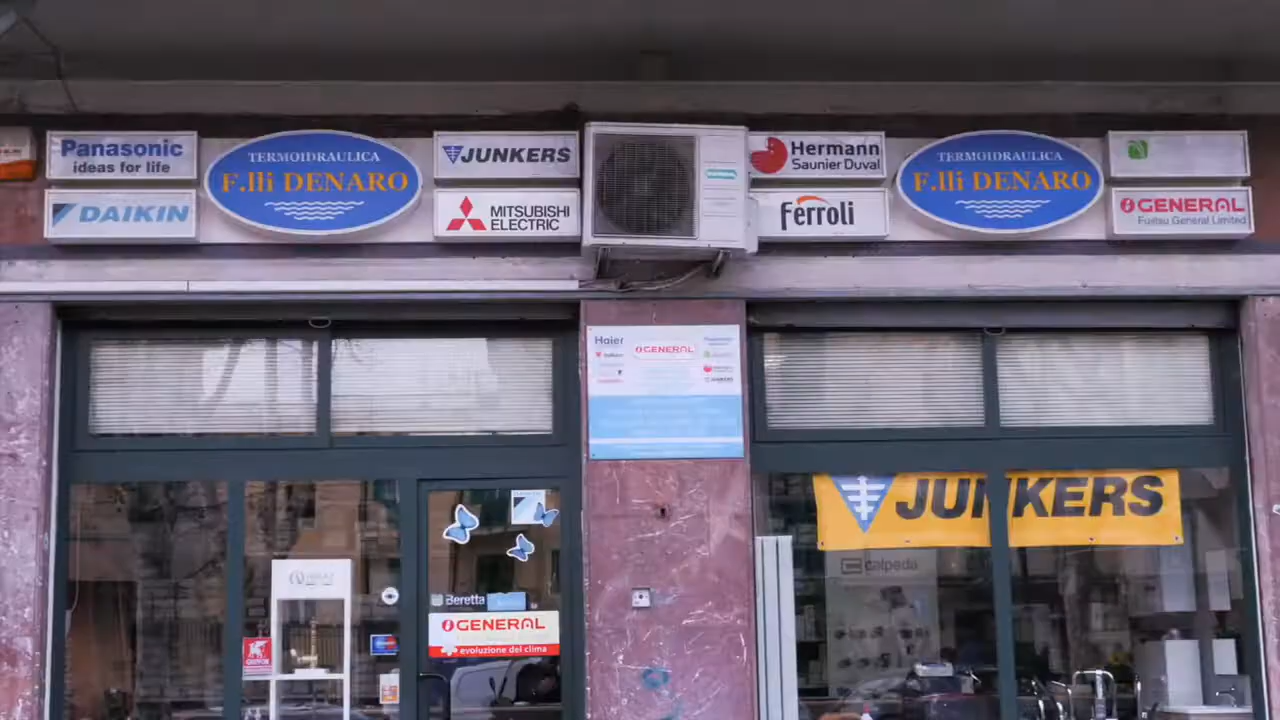 Panasonic
ideas for life
DAIKIN
TERMOIDRAULICA
F.lli DENARO
JUNKERS
MITSUBISHI
ELECTRIC
Hermann
Saunier Duval
Ferroli
TERMOIDRAULICA
F.lli DENARO
GENERAL
Fujitsu General Limited
Haier
GENERAL
JUNKERS
JUNKERS
calpeda
Beretta
GENERAL
evoluzione del clima